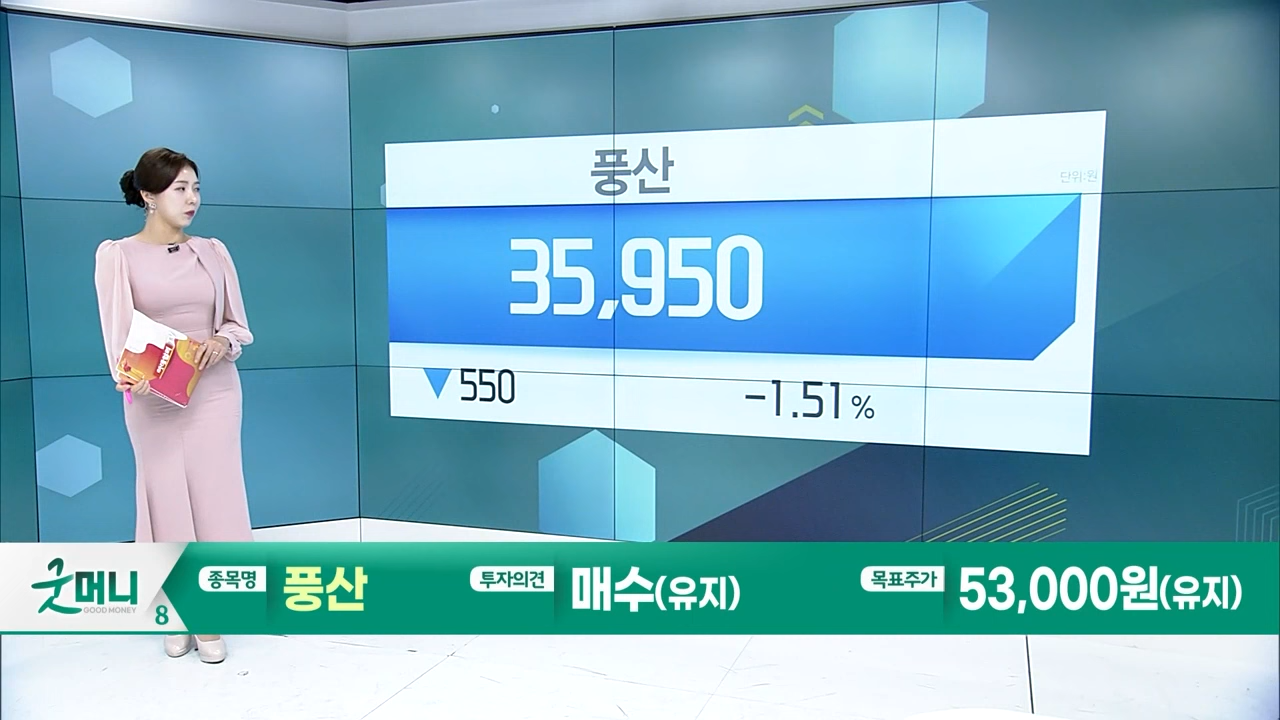 풍산
단위:원
35,950
▼ 550
-1.51%
굿머니
GOOD MONEY
8
종목명
풍산
투자의견
매수(유지)
목표주가
53,000원(유지)